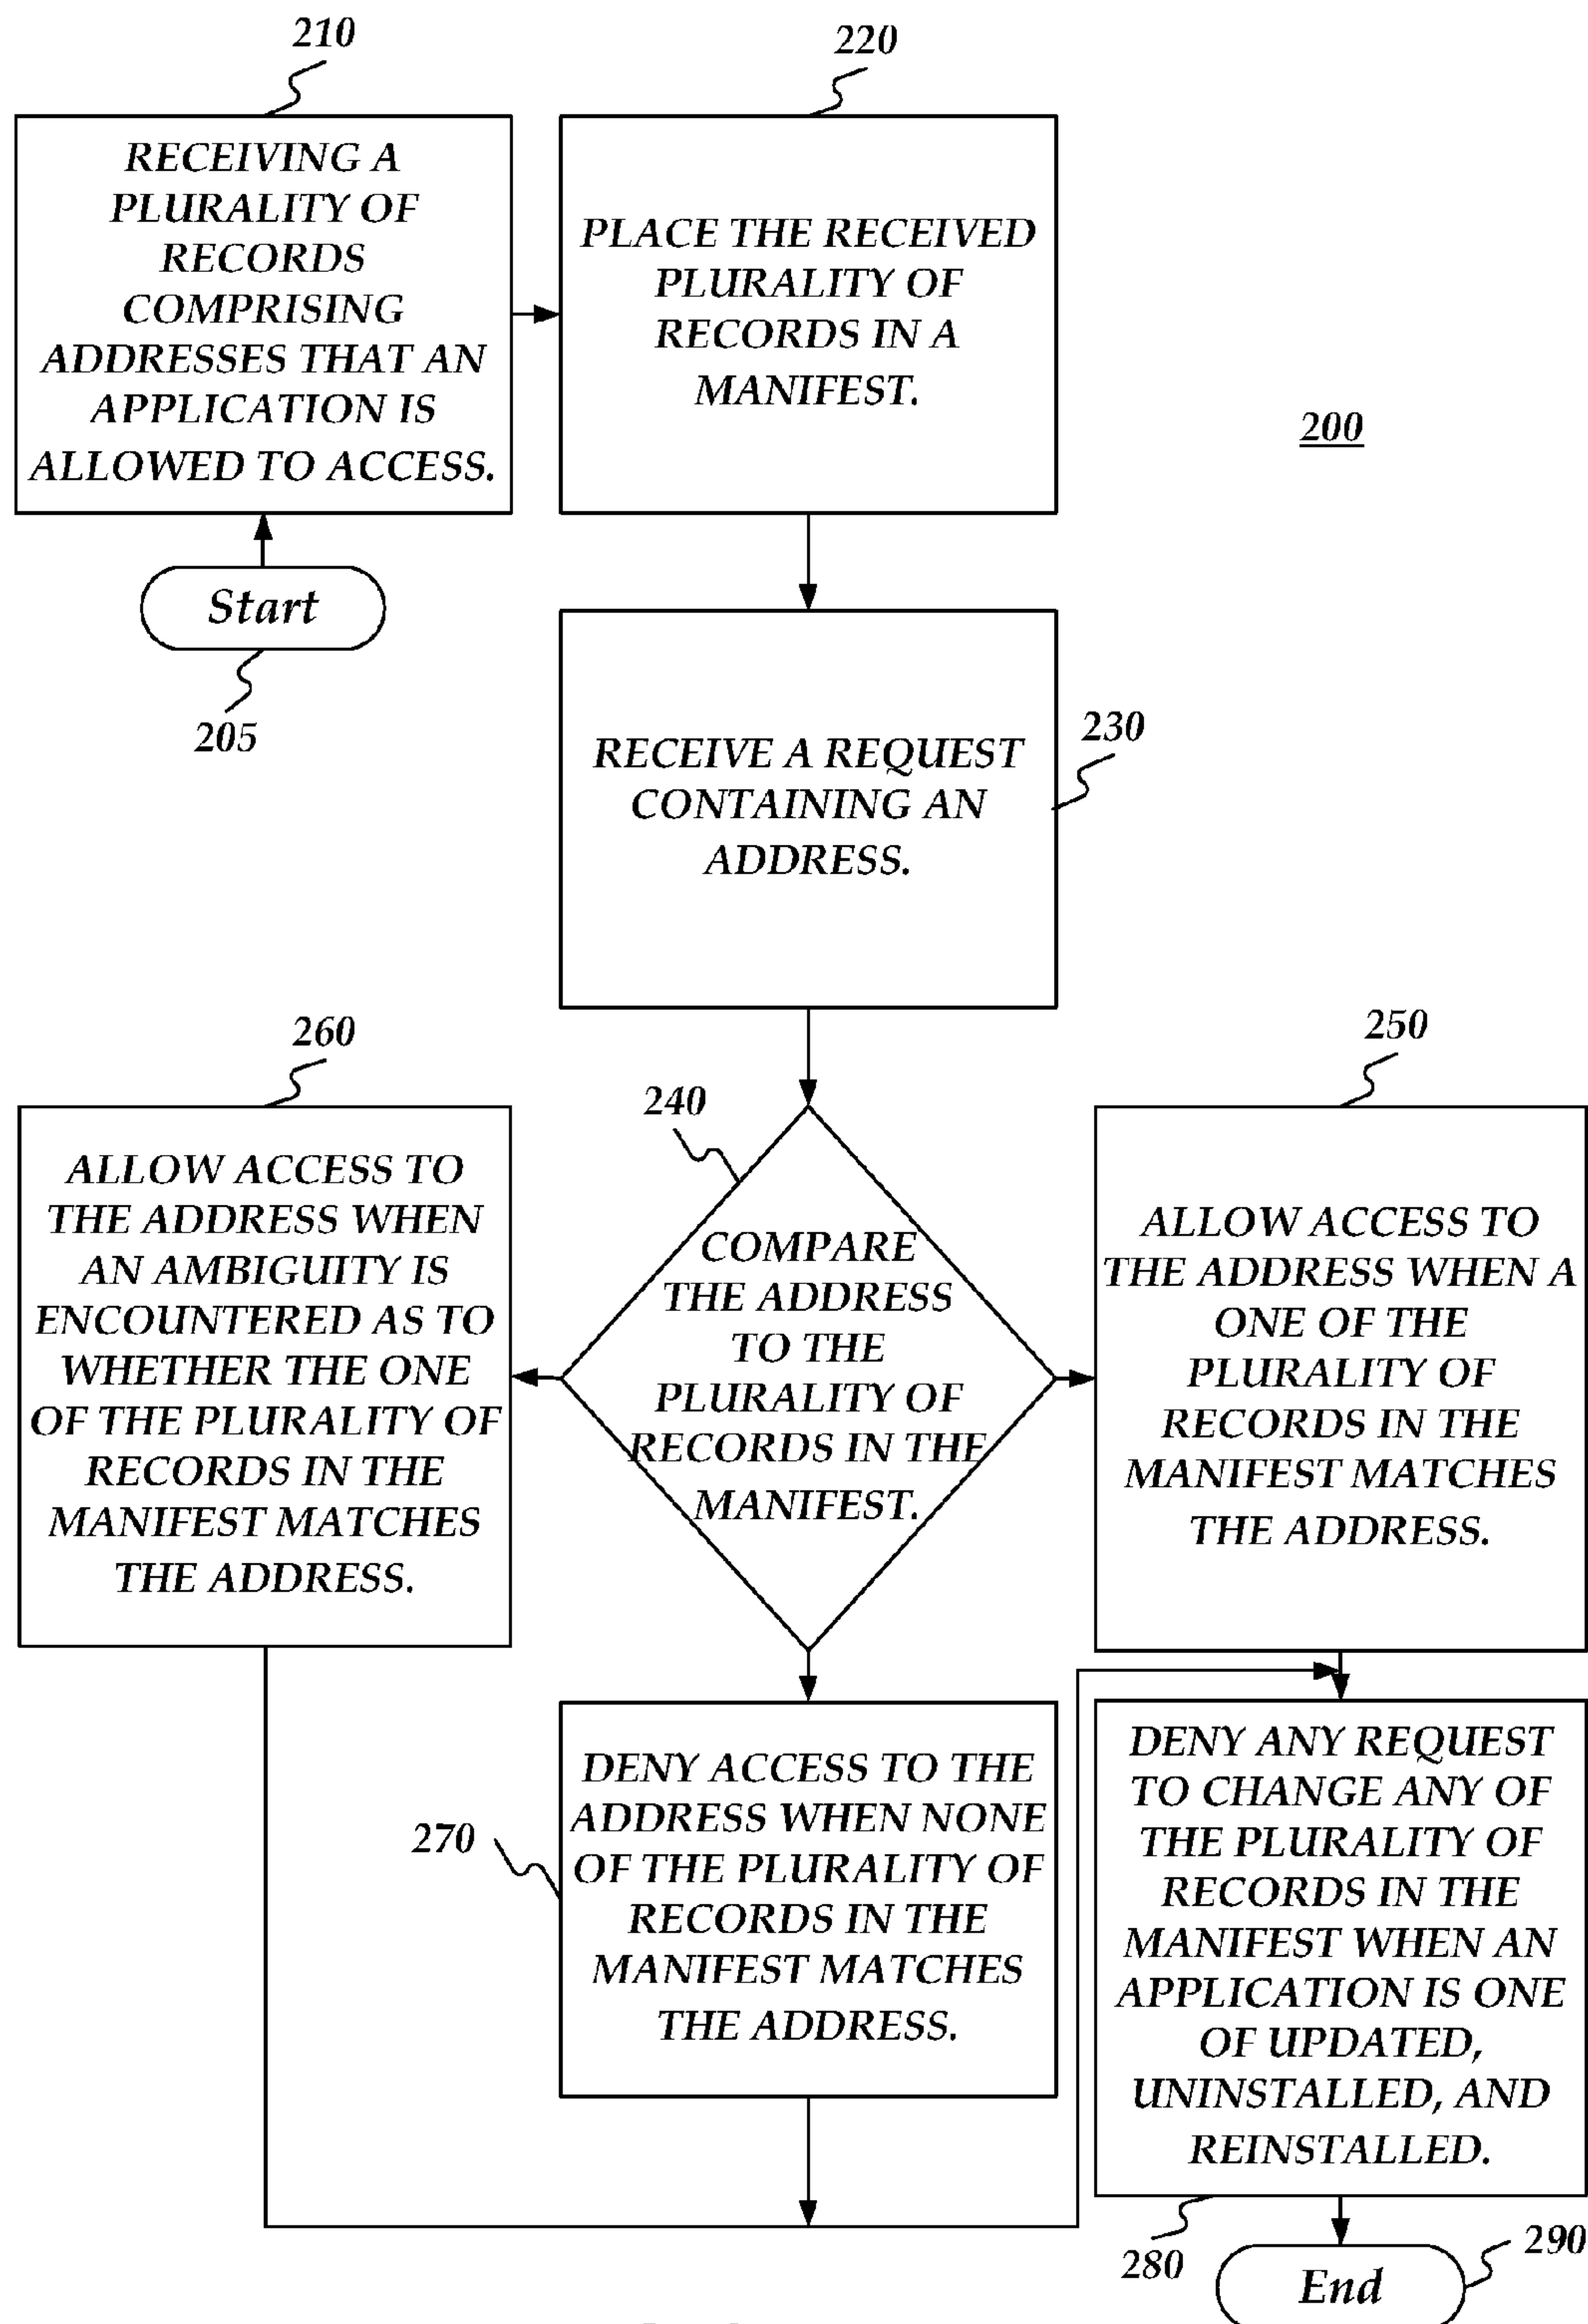 210
RECEIVING A
PLURALITY OF
RECORDS
COMPRISING
ADDRESSES THAT AN
APPLICATION IS
ALLOWED TO ACCESS.
220
PLACE THE RECEIVED
PLURALITY OF
RECORDS IN A
MANIFEST.
200
Start
205
230
RECEIVE A REQUEST
CONTAINING AN
ADDRESS.
260
ALLOW ACCESS TO
THE ADDRESS WHEN
AN AMBIGUITY IS
ENCOUNTERED AS TO
WHETHER THE ONE
OF THE PLURALITY OF
RECORDS IN THE
MANIFEST MATCHES
THE ADDRESS.
240
COMPARE
THE ADDRESS
TO THE
PLURALITY OF
RECORDS IN THE
MANIFEST.
250
ALLOW ACCESS TO
THE ADDRESS WHEN A
ONE OF THE
PLURALITY OF
RECORDS IN THE
MANIFEST MATCHES
THE ADDRESS.
270
DENY ACCESS TO THE
ADDRESS WHEN NONE
OF THE PLURALITY OF
RECORDS IN THE
MANIFEST MATCHES
THE ADDRESS.
DENY ANY REQUEST
TO CHANGE ANY OF
THE PLURALITY OF
RECORDS IN THE
MANIFEST WHEN AN
APPLICATION IS ONE
OF UPDATED,
UNINSTALLED, AND
REINSTALLED.
280
290
End